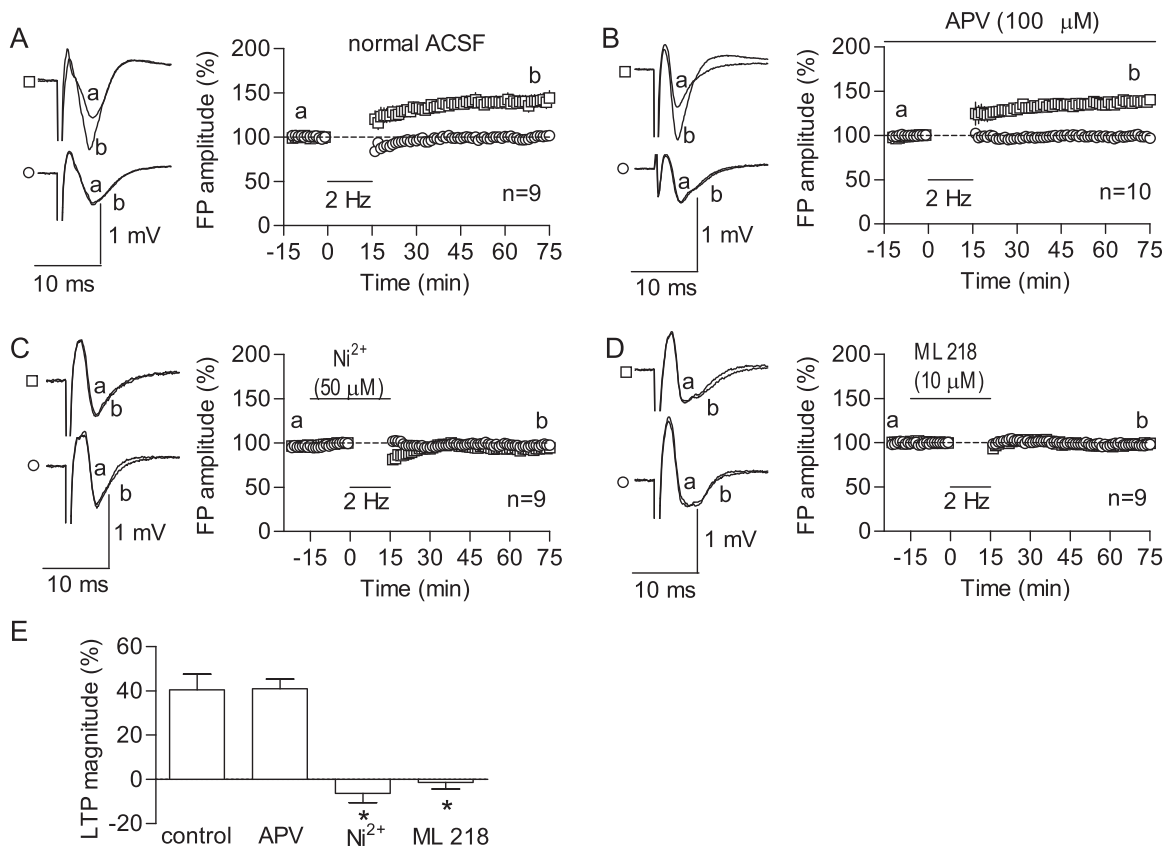 A
normal ACSF
FP amplitude (%)
200
150
100
50
0
a
b
a
b
a
b
2 Hz
n=9
1 mV
10 ms
-15 0 15 30 45 60 75
Time (min)
B
APV (100 μM)
FP amplitude (%)
200
150
100
50
0
a
b
a
b
a
b
2 Hz
n=10
1 mV
10 ms
-15 0 15 30 45 60 75
Time (min)
C
Ni2+
(50 μM)
FP amplitude (%)
200
150
100
50
0
a
b
a
b
a
b
2 Hz
n=9
1 mV
10 ms
-15 0 15 30 45 60 75
Time (min)
D
ML 218
(10 μM)
FP amplitude (%)
200
150
100
50
0
a
b
a
b
a
b
2 Hz
n=9
1 mV
10 ms
-15 0 15 30 45 60 75
Time (min)
E
LTP magnitude (%)
60
40
20
0
-20
* *
control APV Ni2+ ML 218